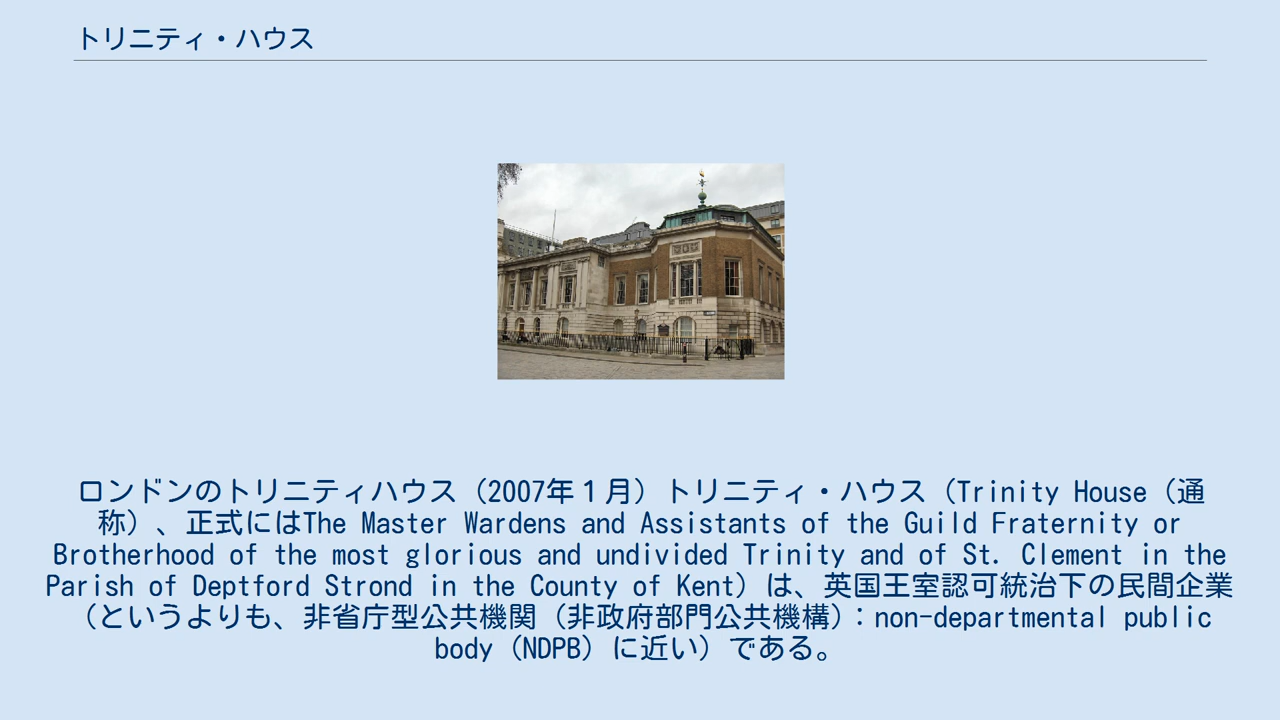 トリニティ・ハウス
ロンドンのトリニティハウス（2007年１月）トリニティ・ハウス（Trinity House（通
称）、正式にはThe Master Wardens and Assistants of the Guild Fraternity or
Brotherhood of the most glorious and undivided Trinity and of St. Clement in the
Parish of Deptford Strond in the County of Kent）は、英国王室認可統治下の民間企業
（というよりも、非省庁型公共機関（非政府部門公共機構）：non-departmental public
body（NDPB）に近い）である。